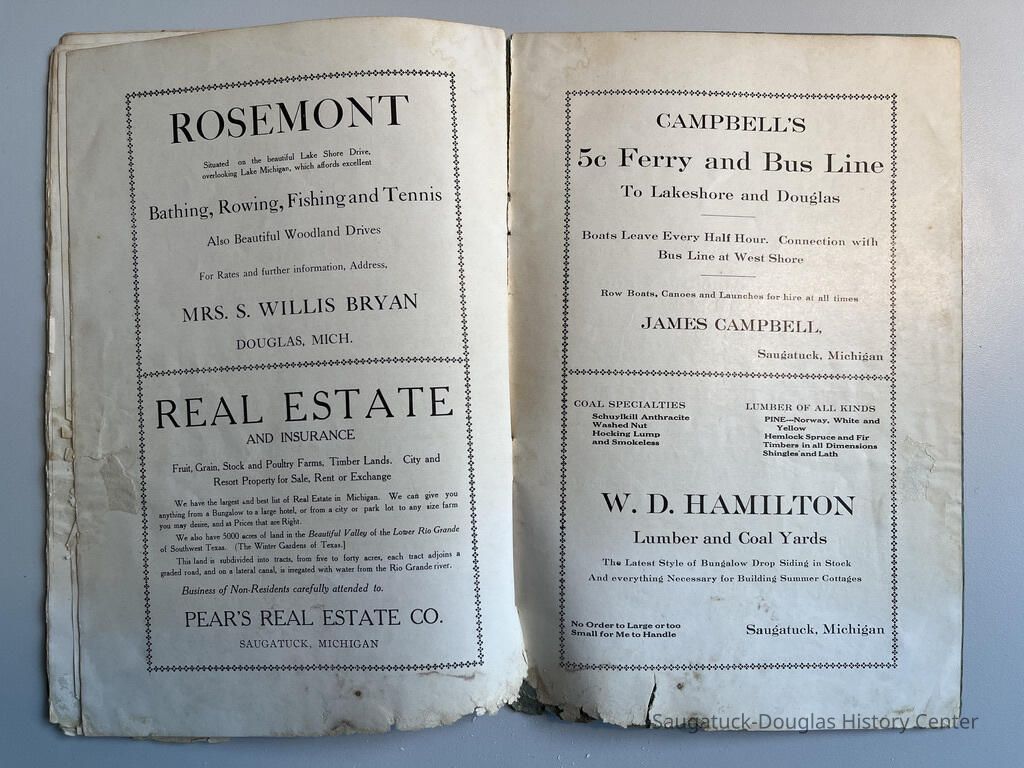 ROSEMONT
Situated on the beautiful Lake Shore Drive,
overlooking Lake Michigan, which affords excellent
Bathing, Rowing, Fishing and Tennis
Also Beautiful Woodland Drives
For Rates and further information, Address,
MRS. S. WILLIS BRYAN
DOUGLAS, MICH.
REAL ESTATE
AND INSURANCE
Fruit, Grain, Stock and Poultry Farms, Timber Lands. City and
Resort Property for Sale, Rent or Exchange
We have the largest and best list of Real Estate in Michigan. We can give you
anything from a Bungalow to a large hotel, or from a city or park lot to any size farm
you may desire, and as Prices that are Right.
We also have 5000 acres of land in the Beautiful Valley of the Lower Rio Grande
of Southwest Texas. (The Winter Gardens of Texas.]
This land is subdivided into tracts, from five to forty acres, each tract adjoins a
graded road, and on a lateral canal, is iregated with water from the Rio Grande river.
Business of Non-Residents carefully attended to.
PEAR'S REAL ESTATE CO.
SAUGATUCK, MICHIGAN
CAMPBELL'S
5c Ferry and Bus Line
To Lakeshore and Douglas
Boats Leave Every Half Hour. Connection with
Bus Line at West Shore
Row Boats, Canoes and Launches for hire at all times
JAMES CAMPBELL,
Saugatuck, Michigan
COAL SPECIALTIES
Schuylkill Anthracite
Washed Nut
Hocking Lump
and Smokeless
LUMBER OF ALL KINDS
PINE---Norway, White and
Yellow
Hemlock Spruce and Fir
Timbers in all Dimensions
Shingles and Lath
W. D. HAMILTON
Lumber and Coal Yards
The Latest Style of Bungalow Drop Siding in Stock
And everything Necessary for Building Summer Cottages
No Order to Large or too
Small for Me to Handle
Saugatuck, Michigan
Saugatuck-Douglas History Center